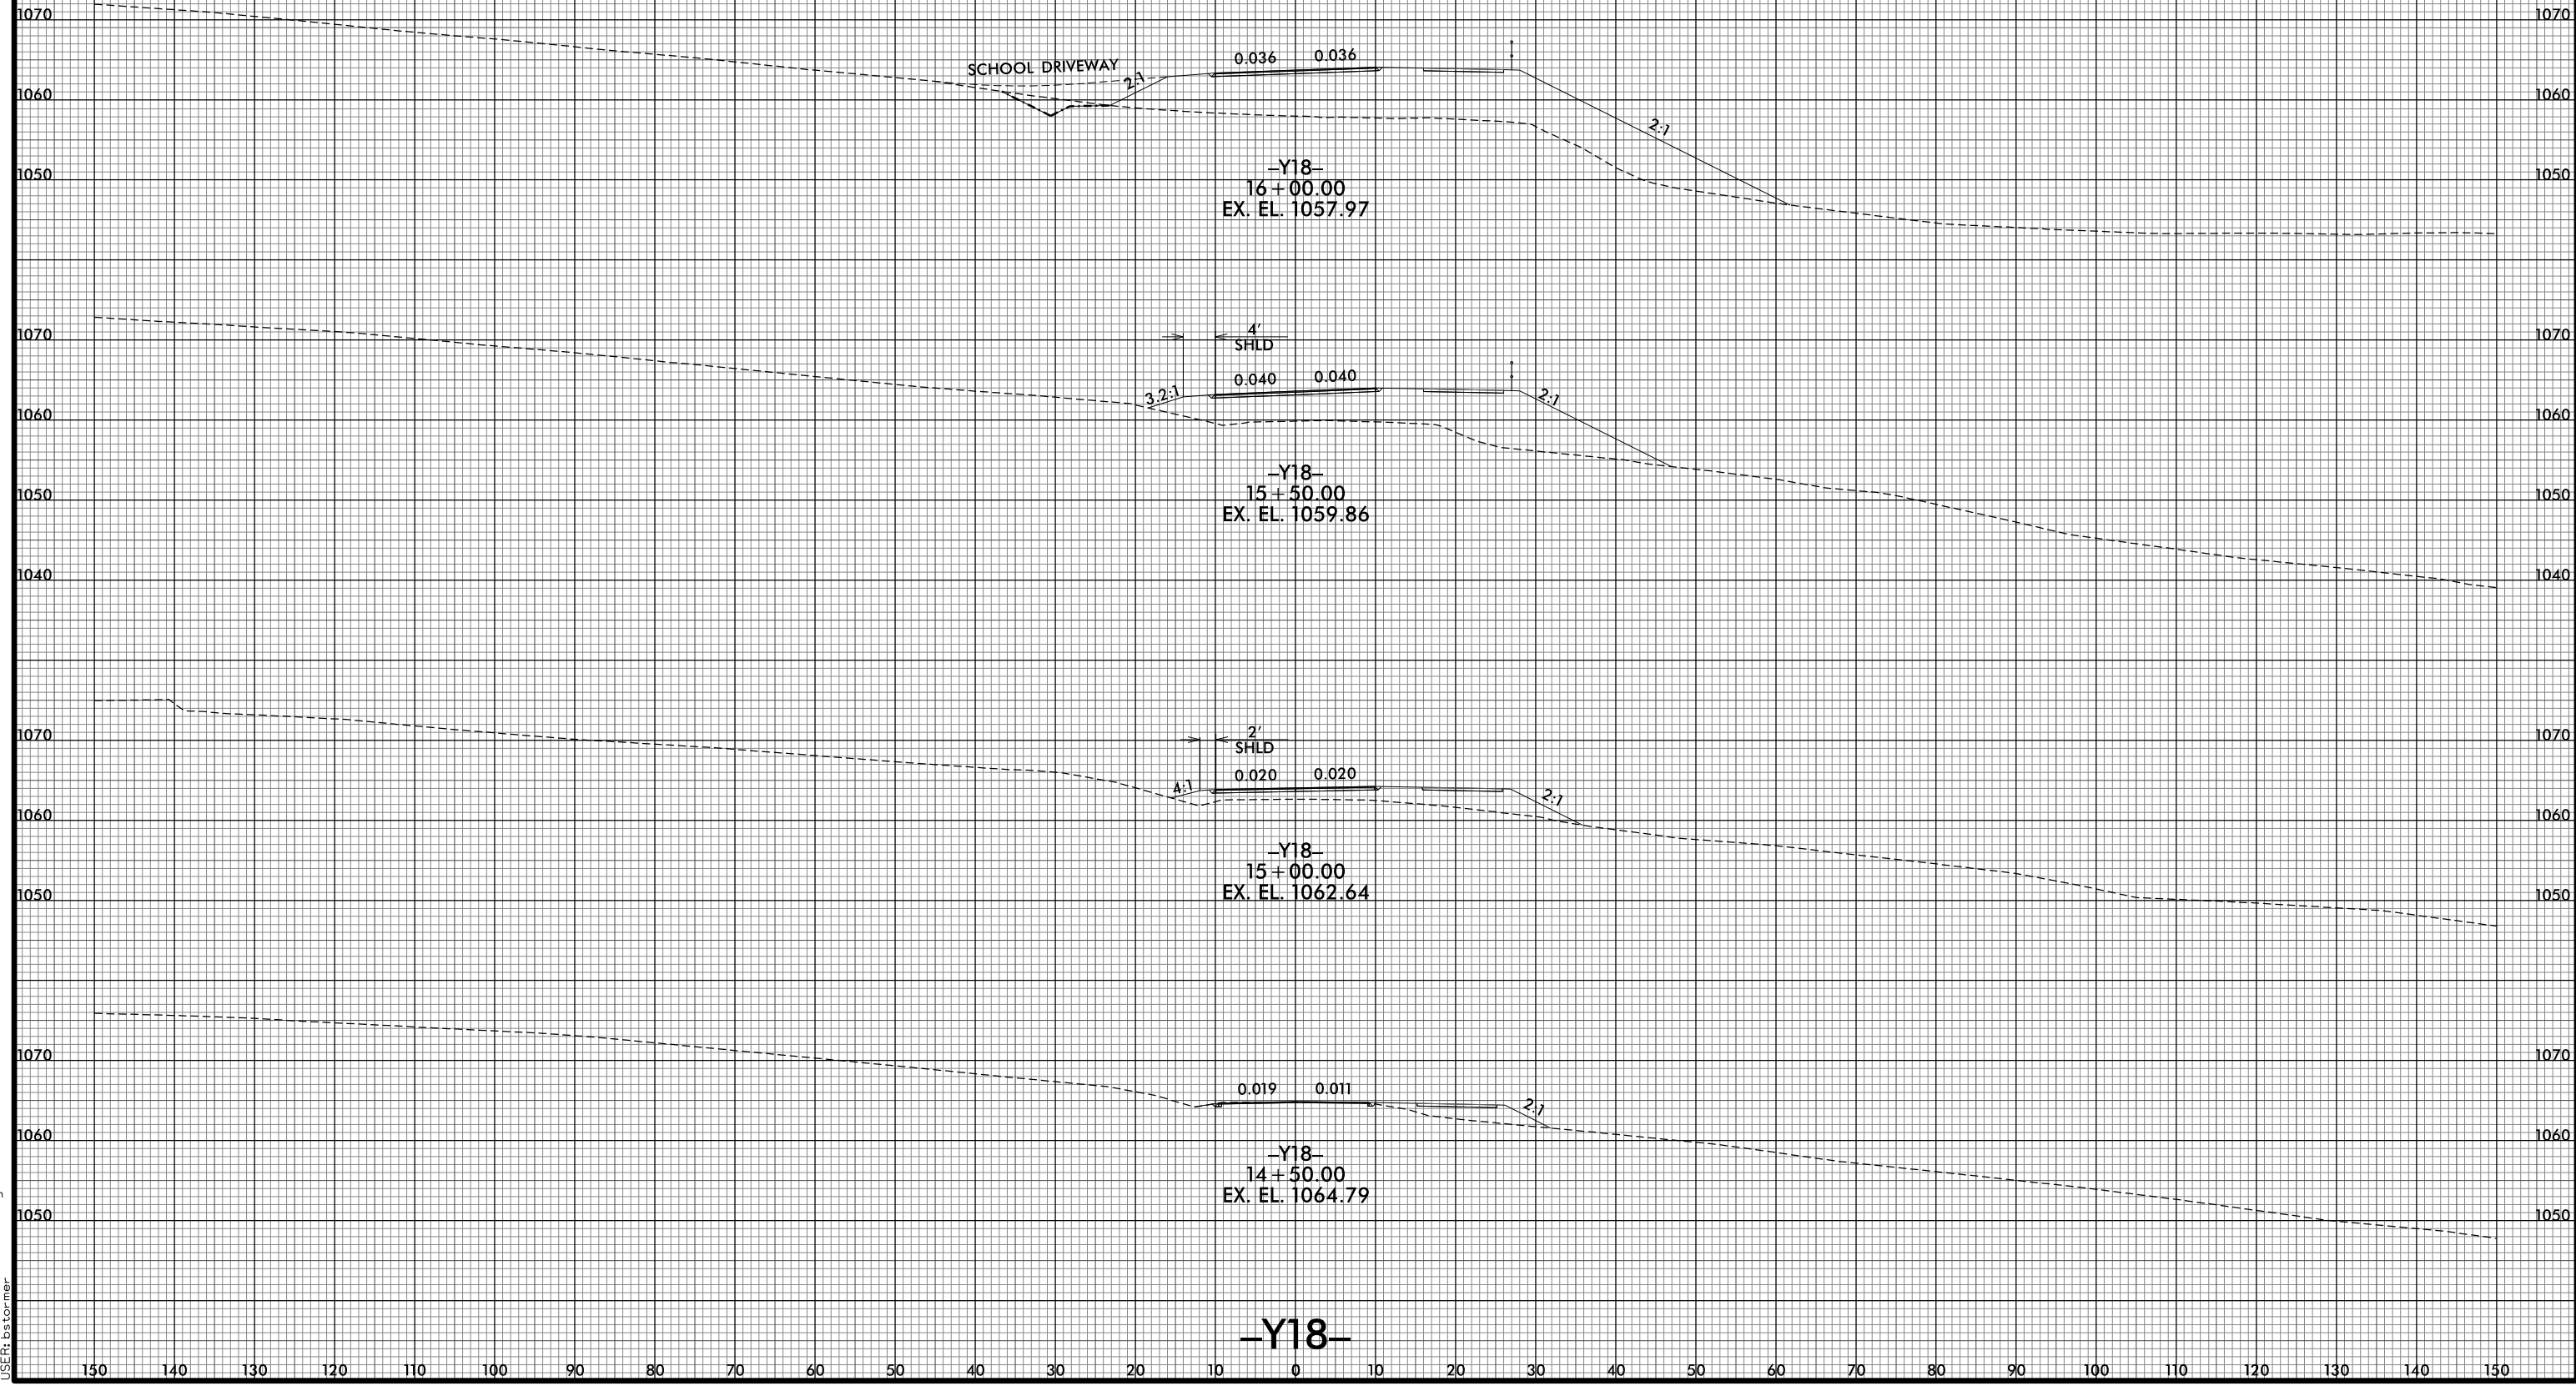 1070 1070
0.036 0.036
SCHOOL DRIVEWAY 2:1
1060 1060
2:1
–Y18–
1050 1050
16+00.00
EX. EL. 1057.97
4'
1070 1070
SHLD
0.040 0.040
3.2:1 2:1
1060 1060
–Y18–
1050 15+50.00 1050
EX. EL. 1059.86
1040 1040
2'
1070 1070
SHLD
0.020 0.020
4:1 2:1
1060 1060
–Y18–
15+00.00
1050 EX. EL. 1062.64 1050
1070 1070
0.019 0.011
2:1
1060 1060
–Y18–
14+50.00
EX. EL. 1064.79
1050 1050
–Y18–
150 140 130 120 110 100 90 80 70 60 50 40 30 20 10 0 10 20 30 40 50 60 70 80 90 100 110 120 130 140 150
USER:bstormer